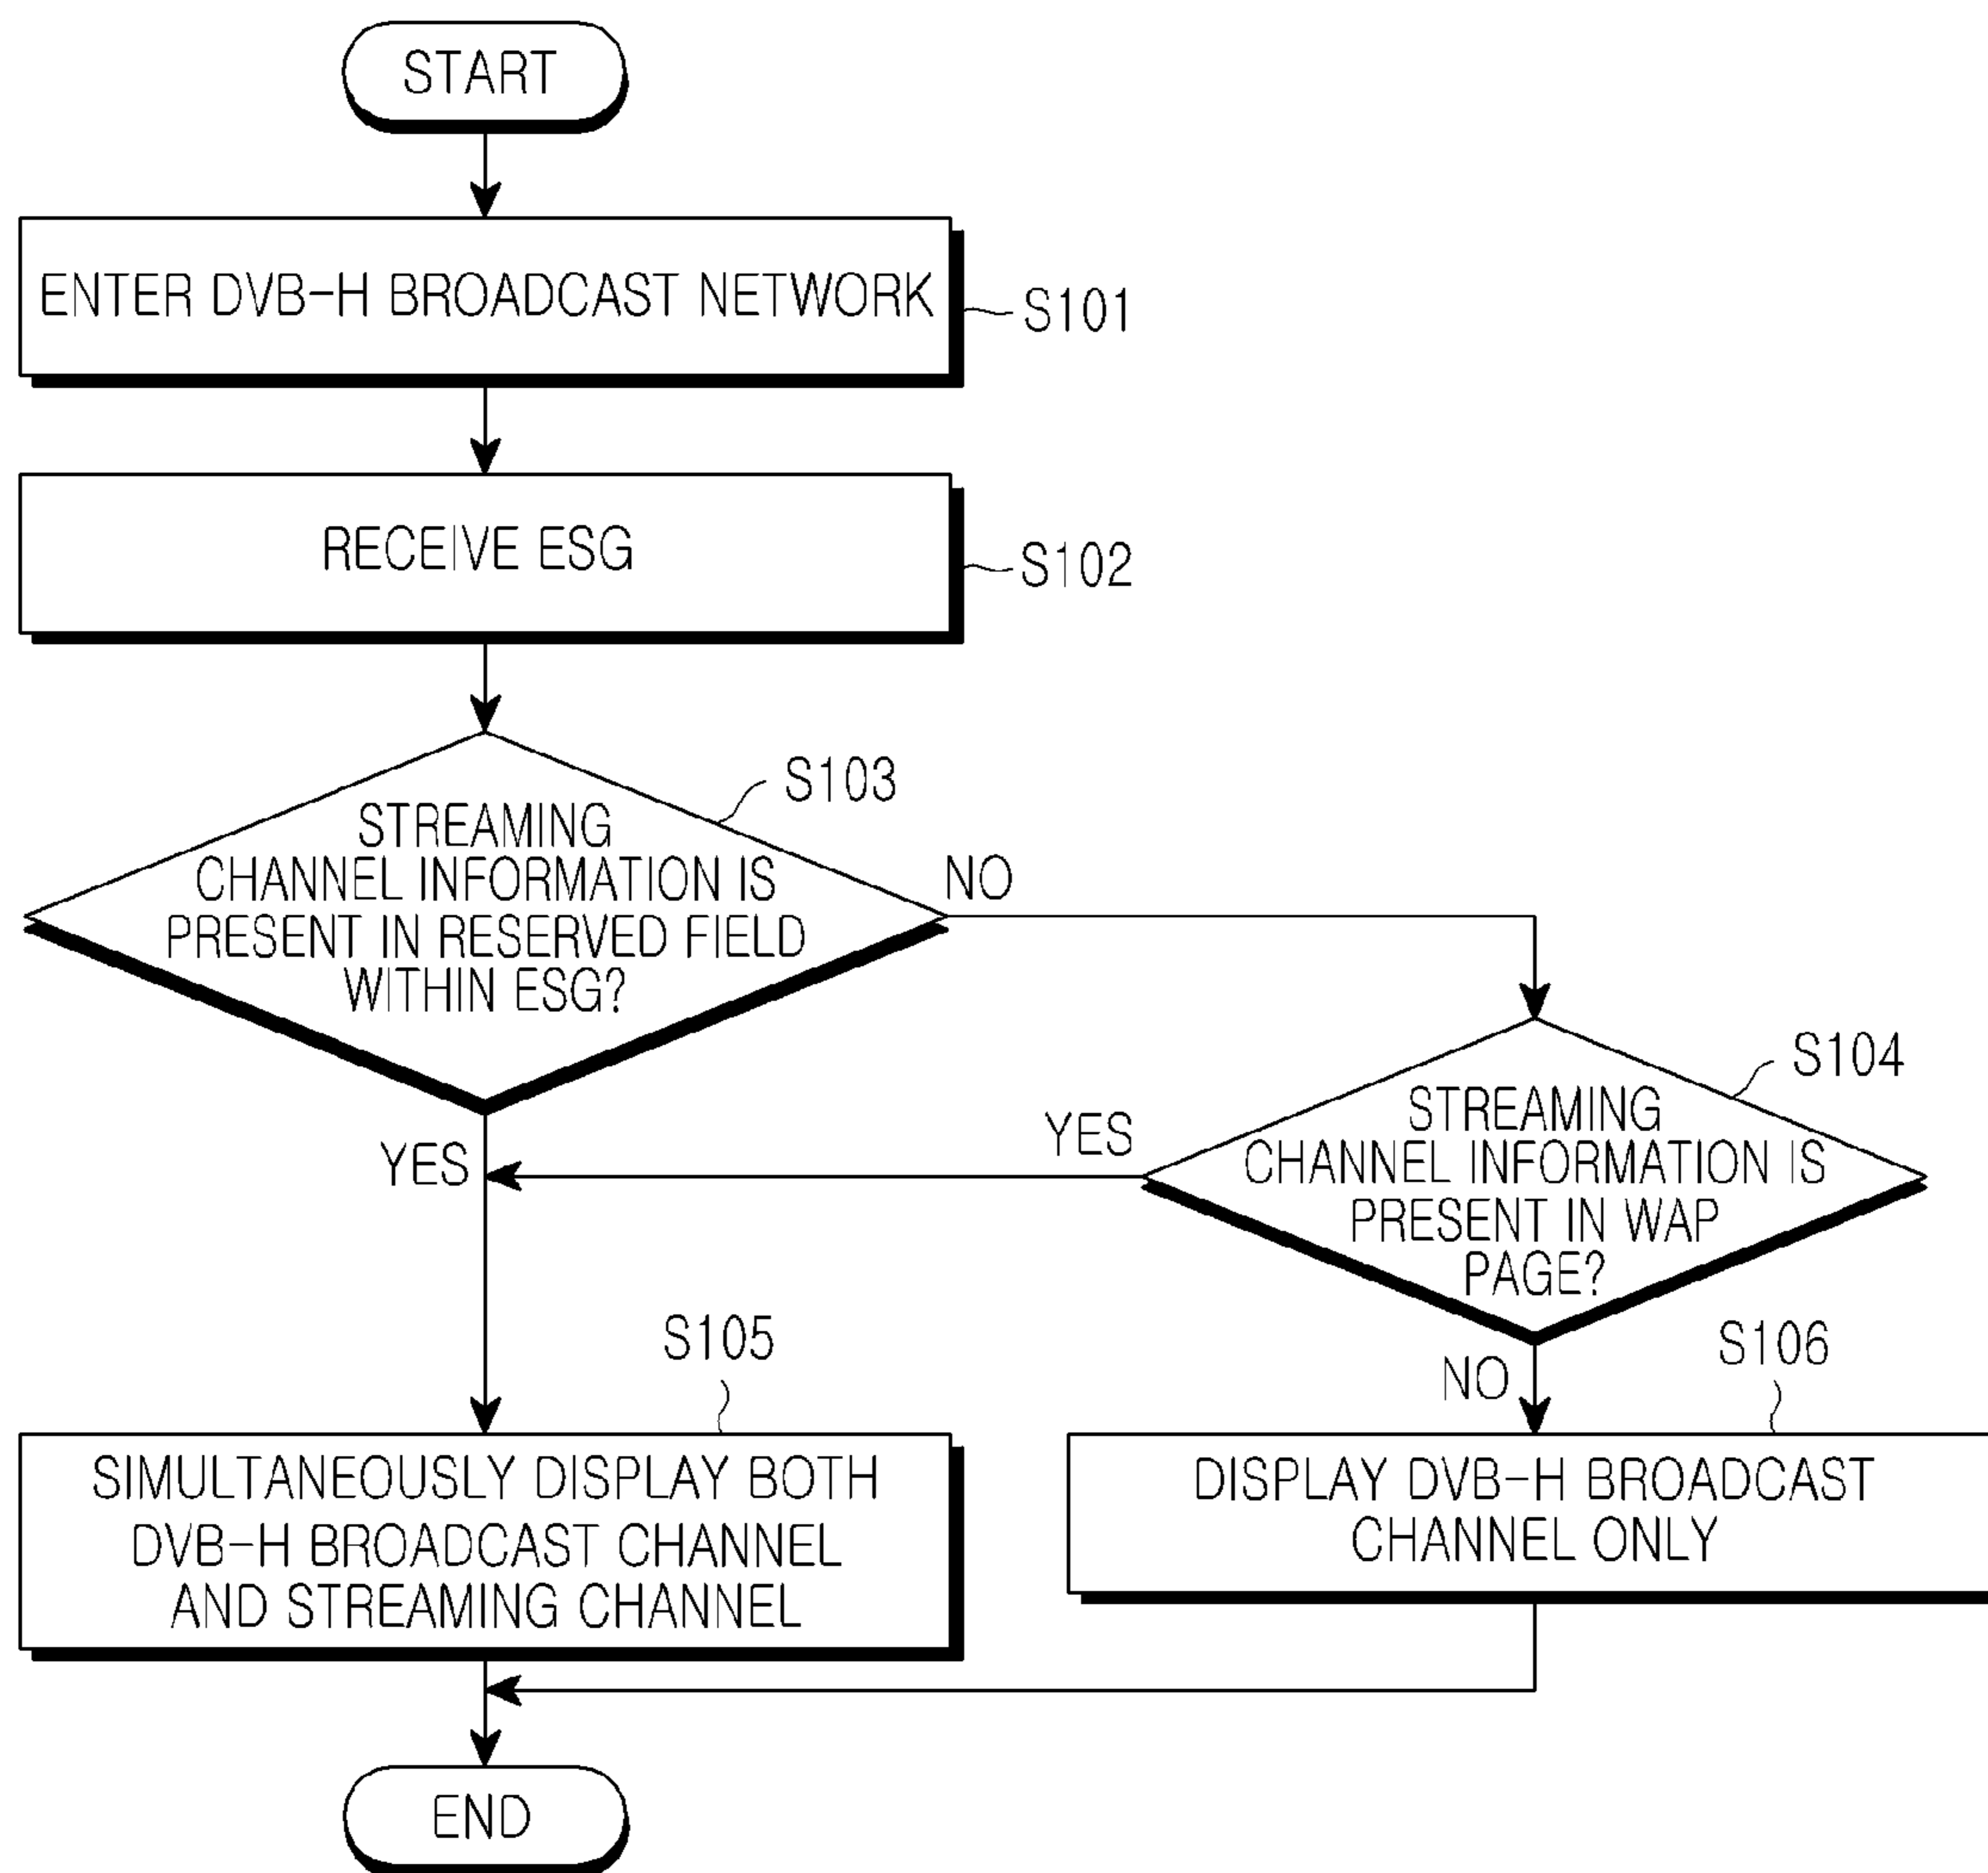 START
ENTER DVB-H BROADCAST NETWORK
S101
RECEIVE ESG
S102
S103
STREAMING
CHANNEL INFORMATION IS
PRESENT IN RESERVED FIELD
WITHIN ESG?
NO
S104
STREAMING
CHANNEL INFORMATION IS
PRESENT IN WAP
PAGE?
YES
YES
NO
S105
SIMULTANEOUSLY DISPLAY BOTH
DVB-H BROADCAST CHANNEL
AND STREAMING CHANNEL
S106
DISPLAY DVB-H BROADCAST
CHANNEL ONLY
END